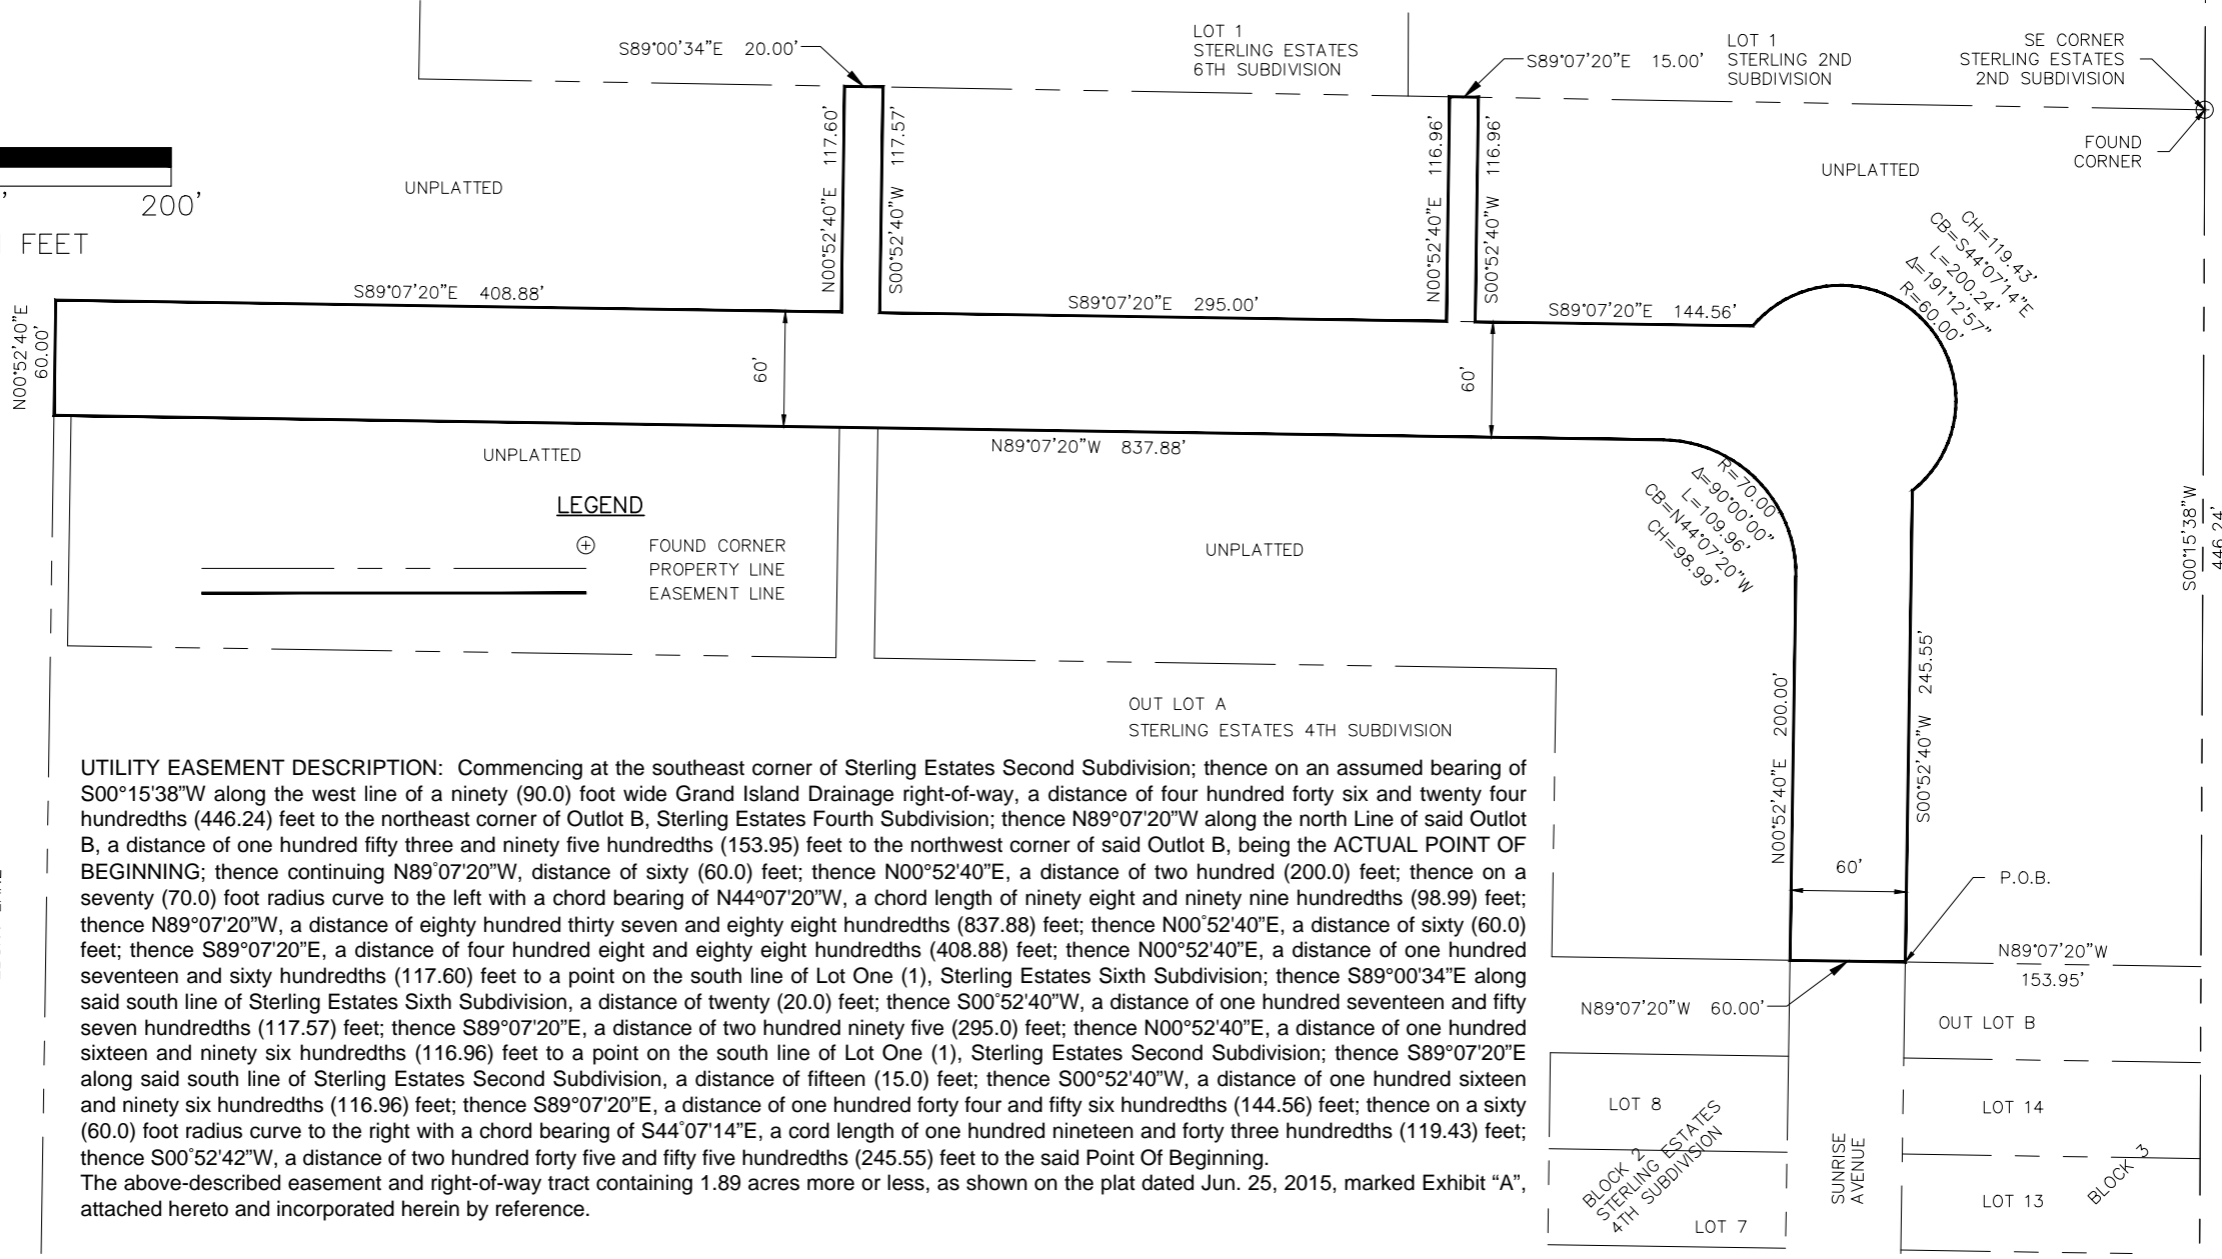 S89°00'34"E 20.00'
LOT 1
STERLING ESTATES
6TH SUBDIVISION
S89°07'20"E 15.00'
LOT 1
STERLING 2ND
SUBDIVISION
SE CORNER
STERLING ESTATES
2ND SUBDIVISION
FOUND
CORNER
200'
FEET
UNPLATTED
N00°52'40"E 117.60'
S00°52'40"W 117.57'
N00°52'40"E 116.96'
S00°52'40"W 116.96'
UNPLATTED
CH=119.43'
CB=S44°07'14"E
L=200.24'
Δ=191°12'57"
R=60.00'
N00°52'40"E
60.00'
S89°07'20"E 408.88'
S89°07'20"E 295.00'
S89°07'20"E 144.56'
60'
60'
UNPLATTED
N89°07'20"W 837.88'
R=70.00'
Δ=90°00'00"
L=109.96'
CB=N44°07'20"W
CH=98.99'
LEGEND
FOUND CORNER
PROPERTY LINE
EASEMENT LINE
UNPLATTED
S00°15'38"W
446.24'
OUT LOT A
STERLING ESTATES 4TH SUBDIVISION
N00°52'40"E 200.00'
S00°52'40"W 245.55'
60'
P.O.B.
N89°07'20"W
153.95'
N89°07'20"W 60.00'
OUT LOT B
LOT 8
BLOCK 2
STERLING ESTATES
4TH SUBDIVISION
LOT 7
SUNRISE
AVENUE
LOT 14
LOT 13
BLOCK 3
UTILITY EASEMENT DESCRIPTION: Commencing at the southeast corner of Sterling Estates Second Subdivision; thence on an assumed bearing of
S00°15'38"W along the west line of a ninety (90.0) foot wide Grand Island Drainage right-of-way, a distance of four hundred forty six and twenty four
hundredths (446.24) feet to the northeast corner of Outlot B, Sterling Estates Fourth Subdivision; thence N89°07'20"W along the north Line of said Outlot
B, a distance of one hundred fifty three and ninety five hundredths (153.95) feet to the northwest corner of said Outlot B, being the ACTUAL POINT OF
BEGINNING; thence continuing N89°07'20"W, distance of sixty (60.0) feet; thence N00°52'40"E, a distance of two hundred (200.0) feet; thence on a
seventy (70.0) foot radius curve to the left with a chord bearing of N44º07'20"W, a chord length of ninety eight and ninety nine hundredths (98.99) feet;
thence N89°07'20"W, a distance of eighty hundred thirty seven and eighty eight hundredths (837.88) feet; thence N00°52'40"E, a distance of sixty (60.0)
feet; thence S89°07'20"E, a distance of four hundred eight and eighty eight hundredths (408.88) feet; thence N00°52'40"E, a distance of one hundred
seventeen and sixty hundredths (117.60) feet to a point on the south line of Lot One (1), Sterling Estates Sixth Subdivision; thence S89°00'34"E along
said south line of Sterling Estates Sixth Subdivision, a distance of twenty (20.0) feet; thence S00°52'40"W, a distance of one hundred seventeen and fifty
seven hundredths (117.57) feet; thence S89°07'20"E, a distance of two hundred ninety five (295.0) feet; thence N00°52'40"E, a distance of one hundred
sixteen and ninety six hundredths (116.96) feet to a point on the south line of Lot One (1), Sterling Estates Second Subdivision; thence S89°07'20"E
along said south line of Sterling Estates Second Subdivision, a distance of fifteen (15.0) feet; thence S00°52'40"W, a distance of one hundred sixteen
and ninety six hundredths (116.96) feet; thence S89°07'20"E, a distance of one hundred forty four and fifty six hundredths (144.56) feet; thence on a sixty
(60.0) foot radius curve to the right with a chord bearing of S44°07'14"E, a cord length of one hundred nineteen and forty three hundredths (119.43) feet;
thence S00°52'42"W, a distance of two hundred forty five and fifty five hundredths (245.55) feet to the said Point Of Beginning.
The above-described easement and right-of-way tract containing 1.89 acres more or less, as shown on the plat dated Jun. 25, 2015, marked Exhibit “A”,
attached hereto and incorporated herein by reference.